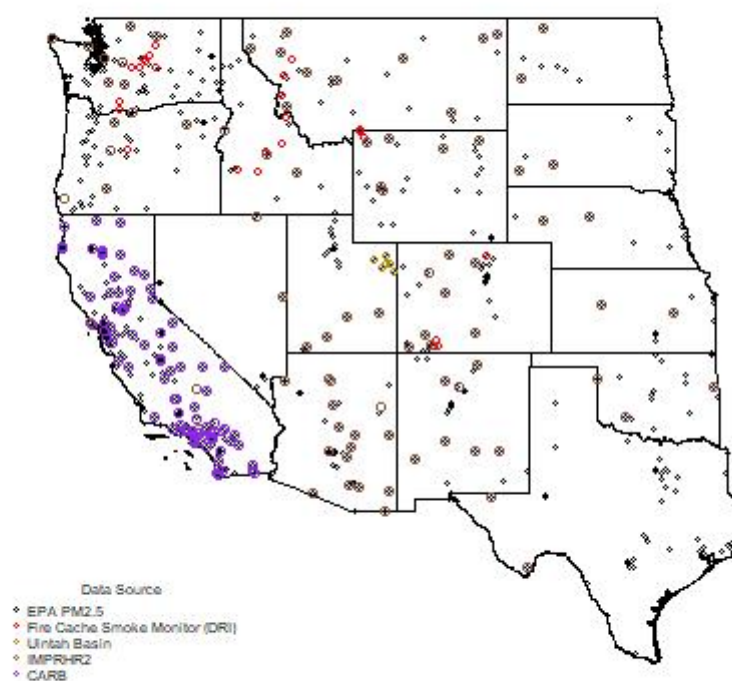 Data Source
EPA PM2.5
Fire Cache Smoke Monitor (DRI)
Uintah Basin
IMPRHR2
CARB